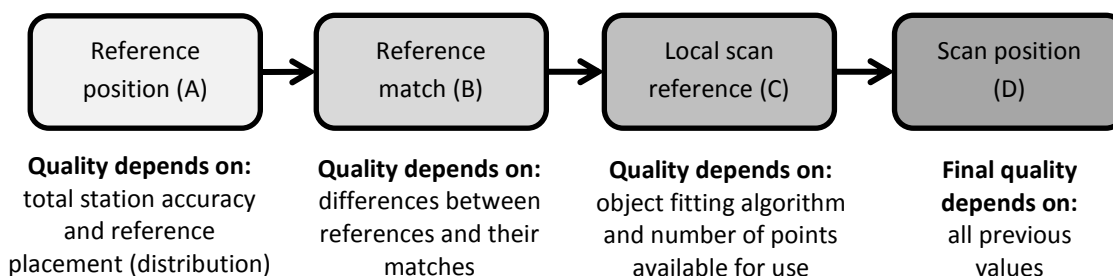 Reference
position (A)
Reference
match (B)
Local scan
reference (C)
Scan position
(D)
Quality depends on:
total station accuracy
and reference
placement (distribution)
Quality depends on:
differences between
references and their
matches
Quality depends on:
object fitting algorithm
and number of points
available for use
Final quality
depends on:
all previous
values